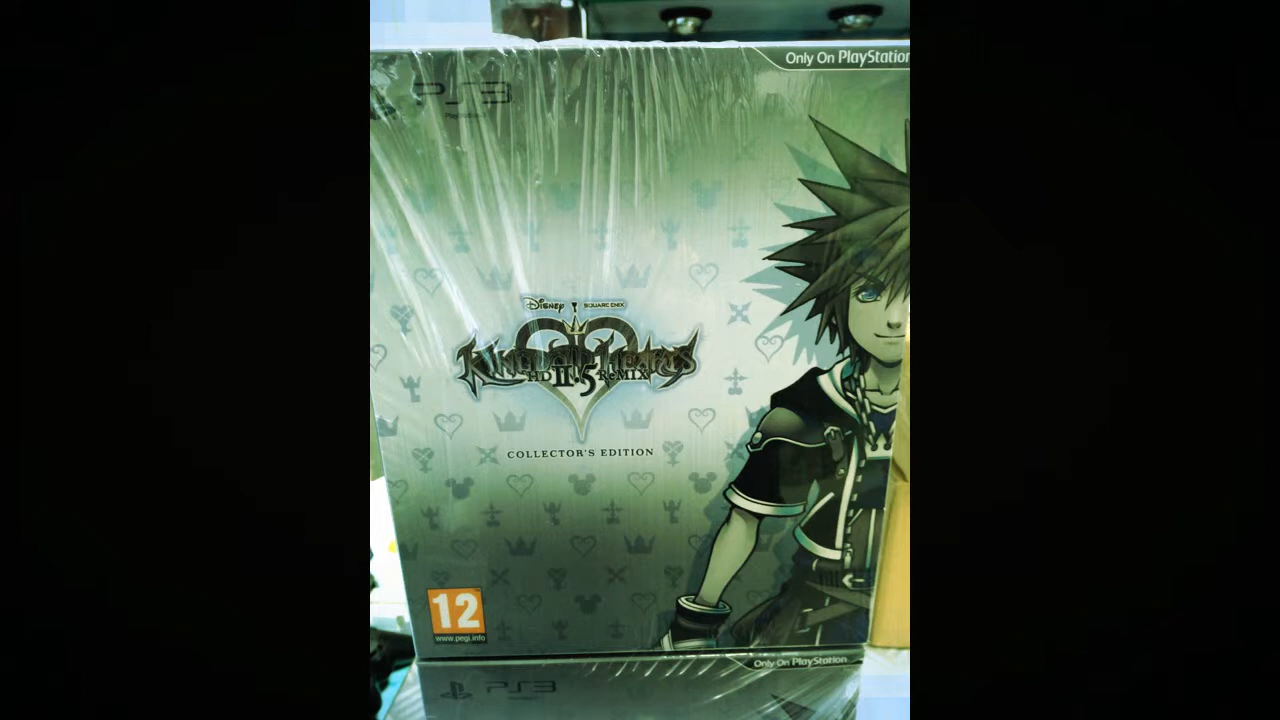 Only On PlayStation
PS3
Disney SQUARE ENIX
KINGDOM HEARTS
HD II.5 ReMIX
COLLECTOR'S EDITION
12
www.pegi.info
Only On PlayStation
PS3